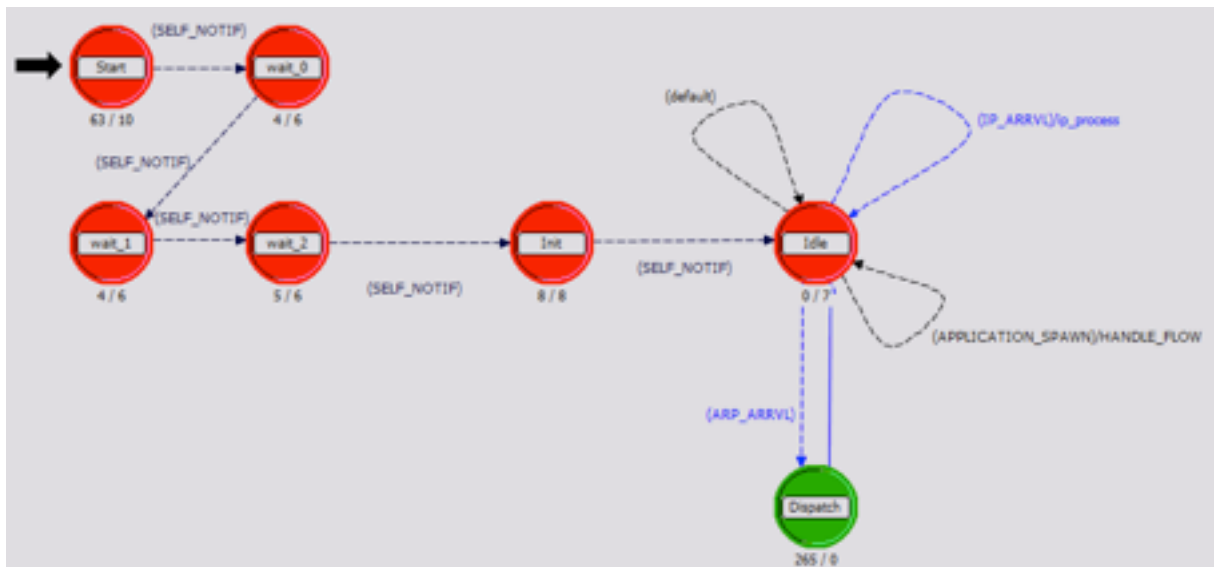 (SELF_NOTIF)
Start
wait_0
63 / 10
4 / 6
(default)
(IP_ARRVL)/ip_process
(SELF_NOTIF)
(SELF_NOTIF)
wait_1
wait_2
Init
Idle
(SELF_NOTIF)
(SELF_NOTIF)
4 / 6
5 / 6
8 / 8
0 / 7
(APPLICATION_SPAWN)/HANDLE_FLOW
(ARP_ARRVL)
Dispatch
265 / 0